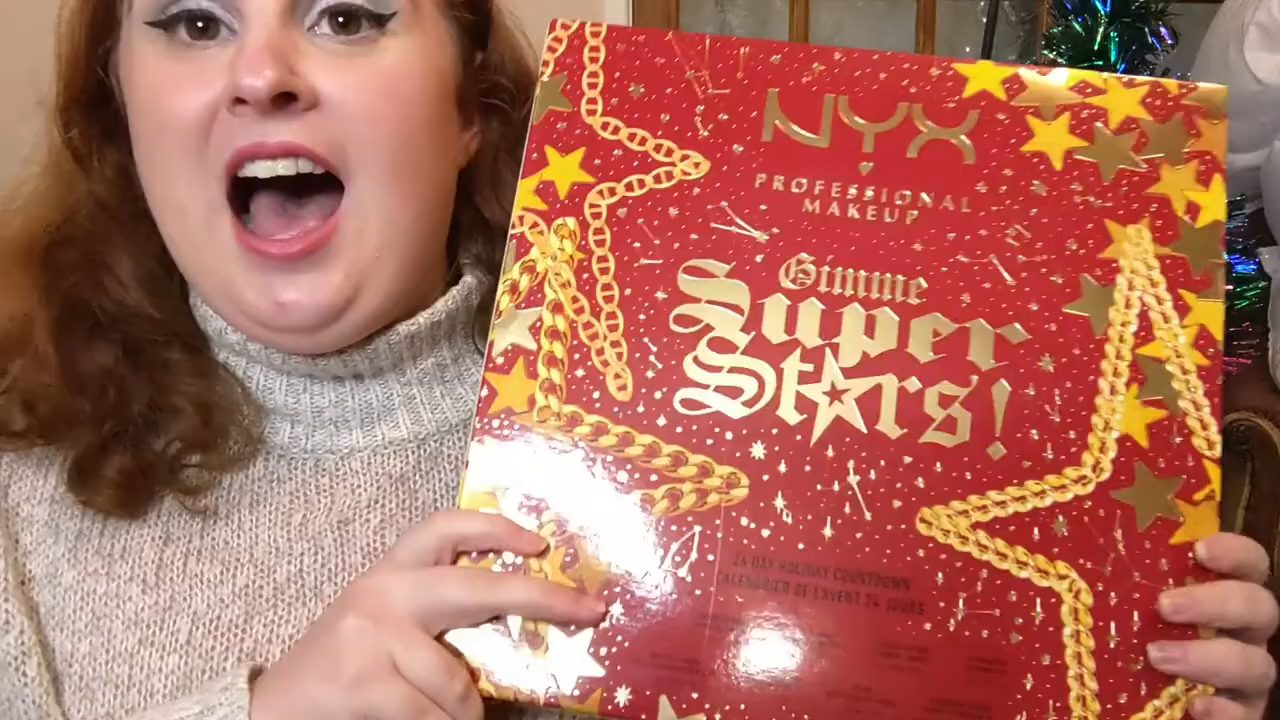 NYX
PROFESSIONAL
MAKEUP
Gimme
Super
Stars!
24 DAY HOLIDAY COUNTDOWN
CALENDRIER DE L'AVENT 24 JOURS